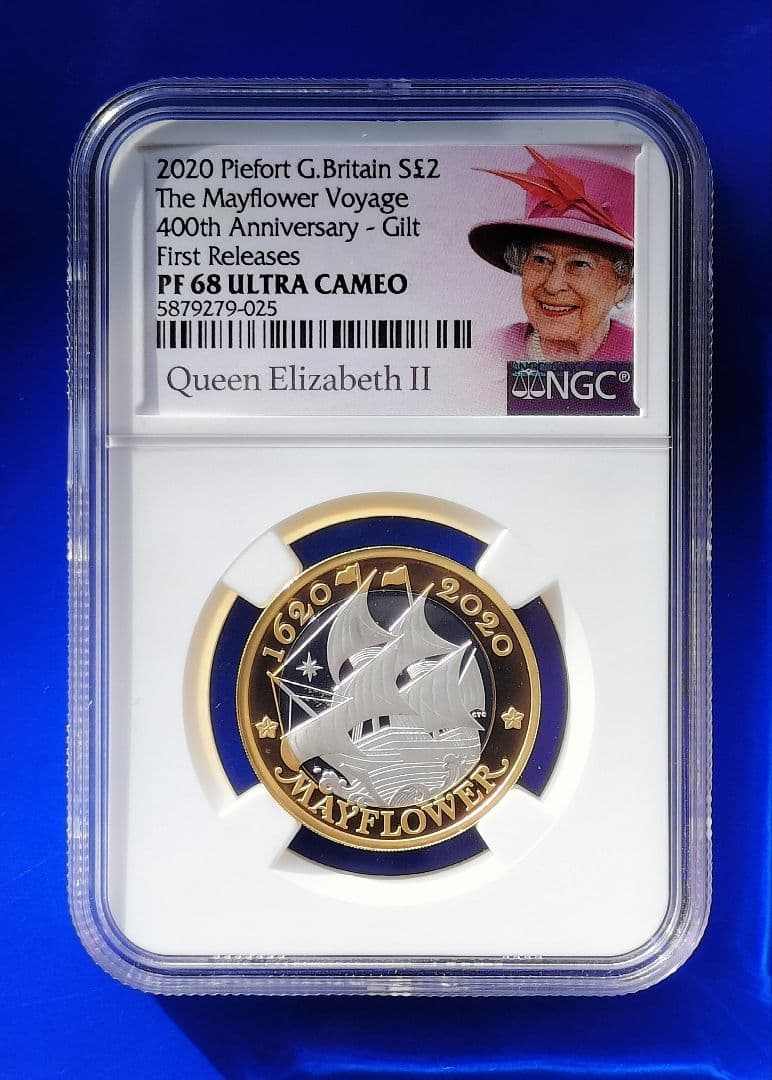 2020 Piefort G.Britain S£2
The Mayflower Voyage
400th Anniversary - Gilt
First Releases
PF 68 ULTRA CAMEO
5879279-025
Queen Elizabeth II
NGC®
1620 2020
CTC
MAYFLOWER